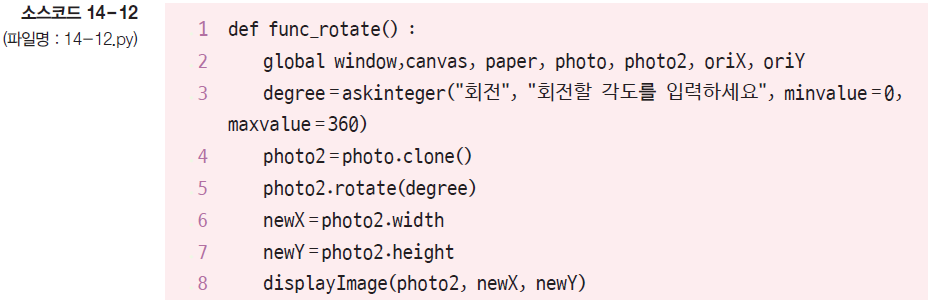 소스코드 14-12
(파일명 : 14-12.py)
1 def func_rotate() :
2 global window,canvas, paper, photo, photo2, oriX, oriY
3 degree=askinteger("회전", "회전할 각도를 입력하세요", minvalue=0,
maxvalue=360)
4 photo2=photo.clone()
5 photo2.rotate(degree)
6 newX=photo2.width
7 newY=photo2.height
8 displayImage(photo2, newX, newY)